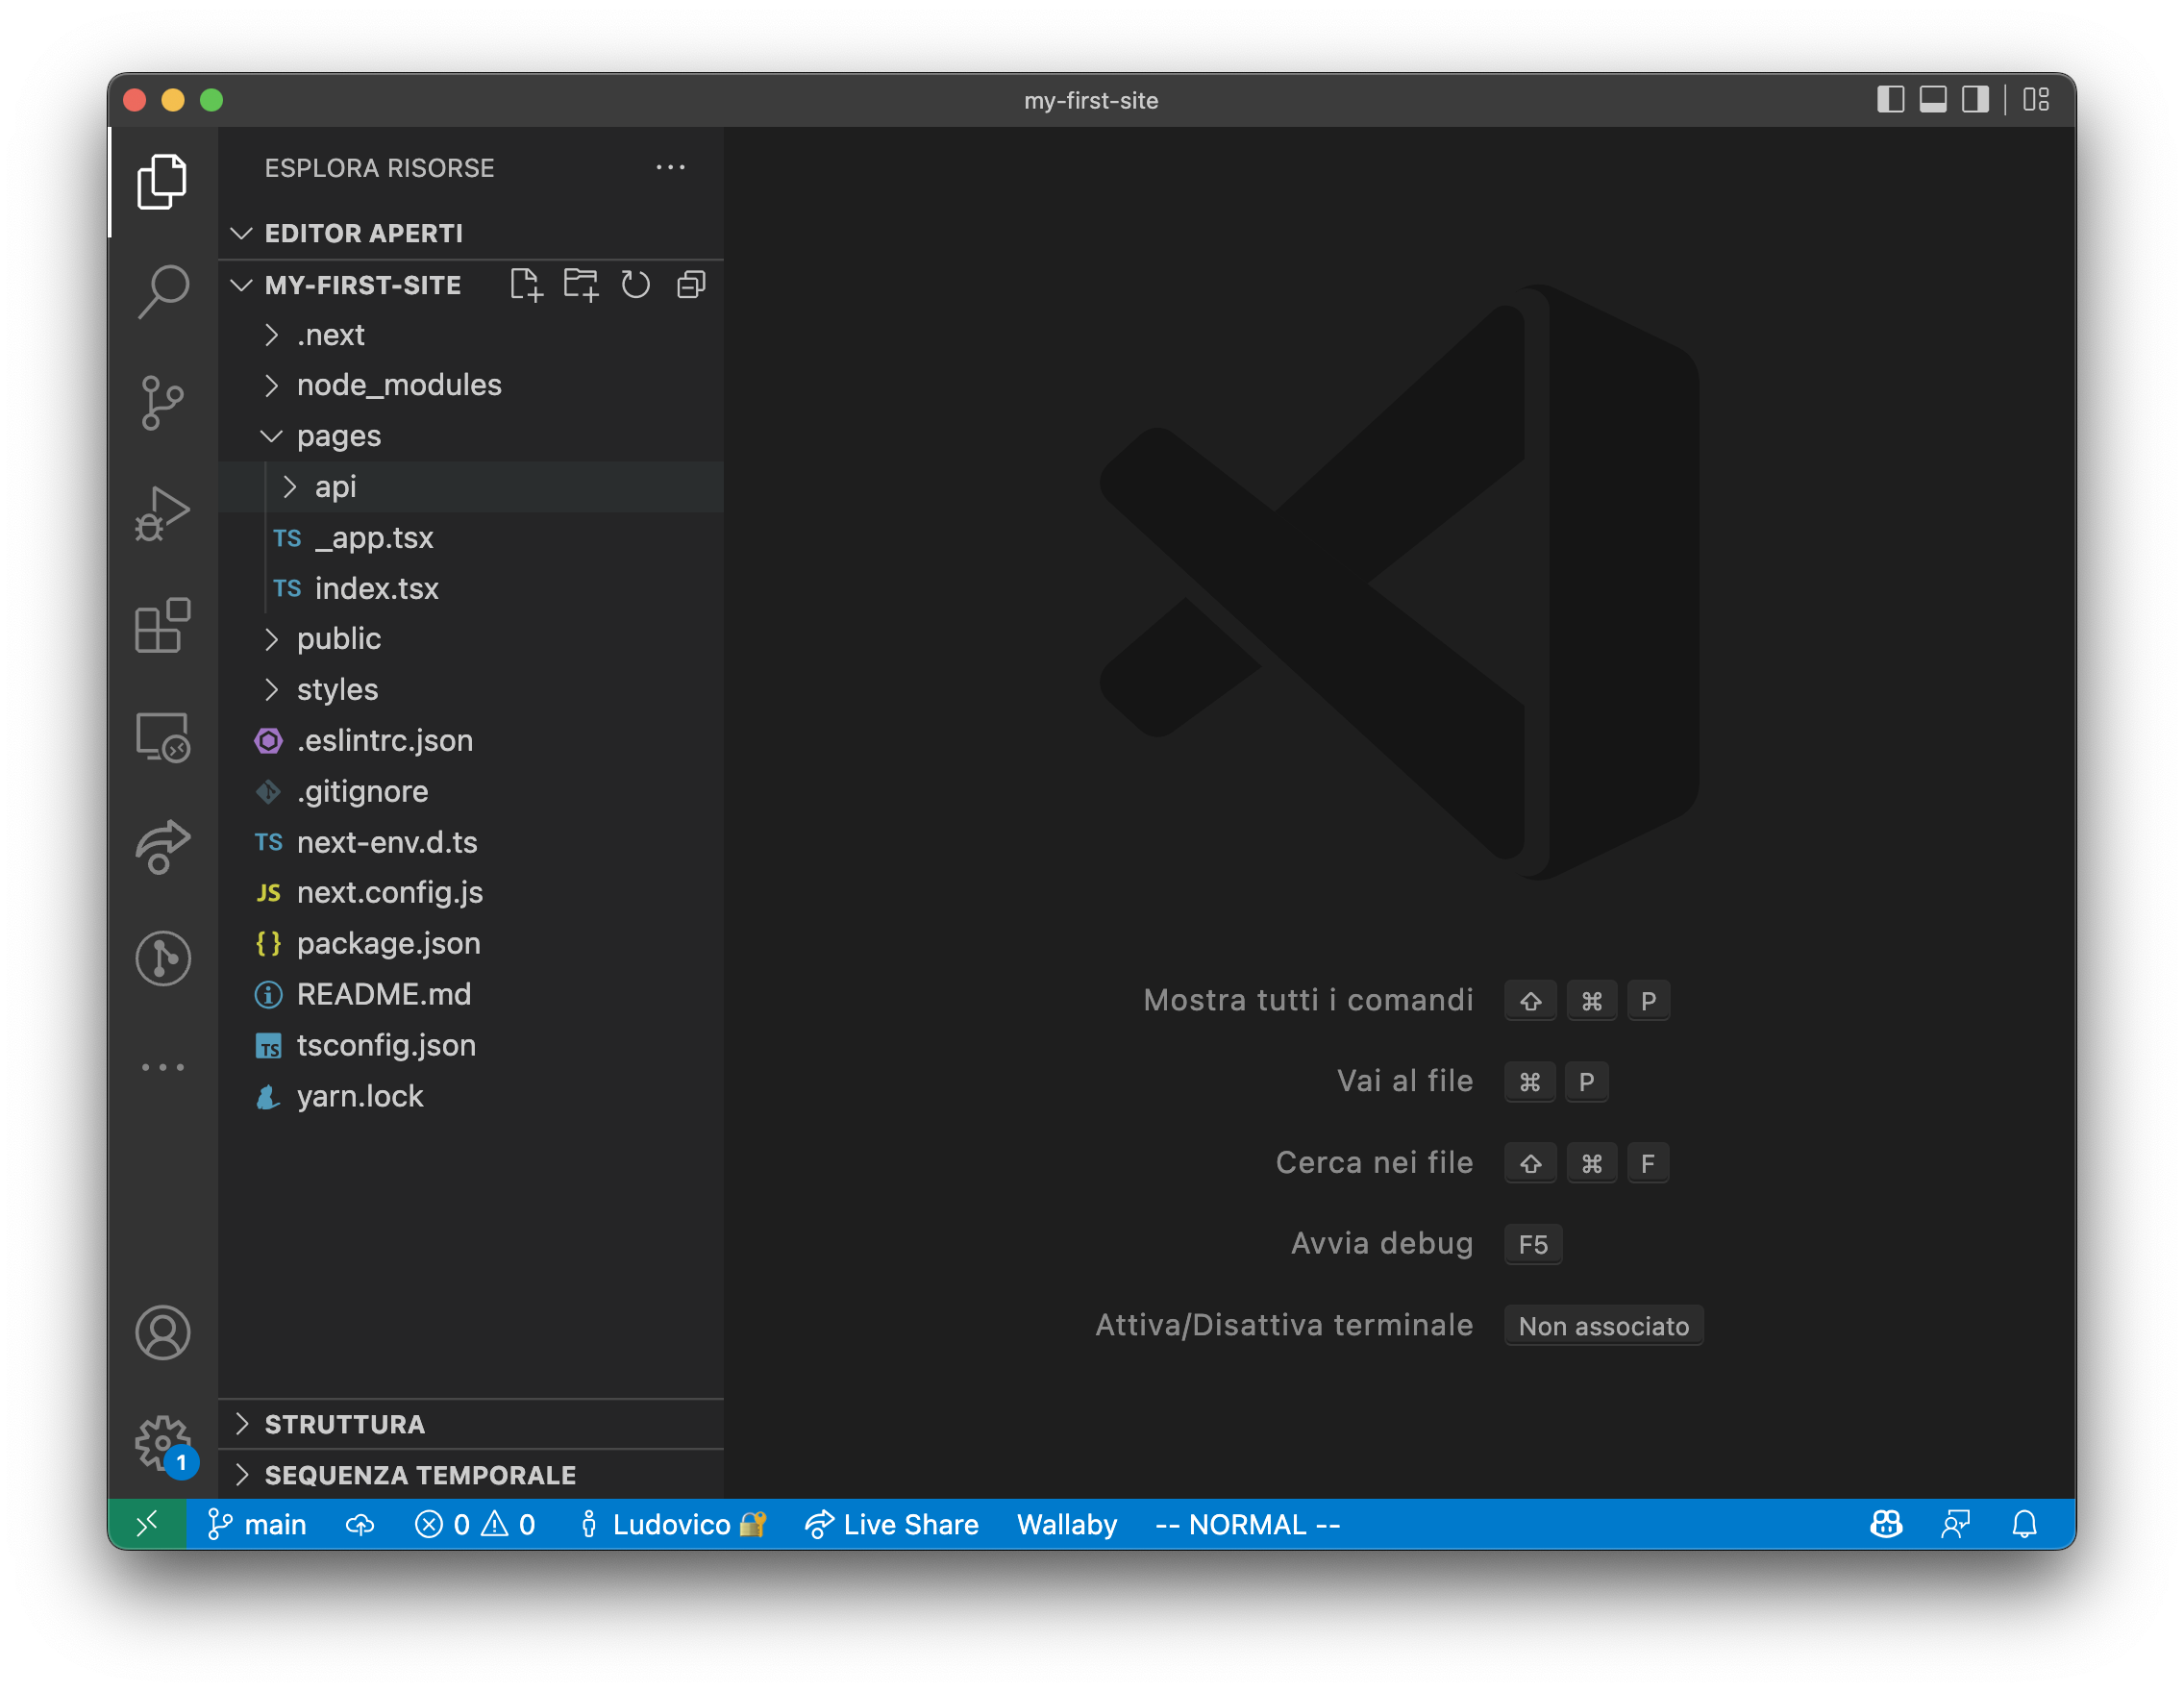 my-first-site
ESPLORA RISORSE
EDITOR APERTI
MY-FIRST-SITE
.next
node_modules
pages
api
TS _app.tsx
TS index.tsx
public
styles
.eslintrc.json
.gitignore
TS next-env.d.ts
JS next.config.js
{ } package.json
README.md
TS tsconfig.json
yarn.lock
STRUTTURA
SEQUENZA TEMPORALE
Mostra tutti i comandi ⇧ ⌘ P
Vai al file ⌘ P
Cerca nei file ⇧ ⌘ F
Avvia debug F5
Attiva/Disattiva terminale Non associato
1
main 0 0 Ludovico 🔐 Live Share Wallaby -- NORMAL --